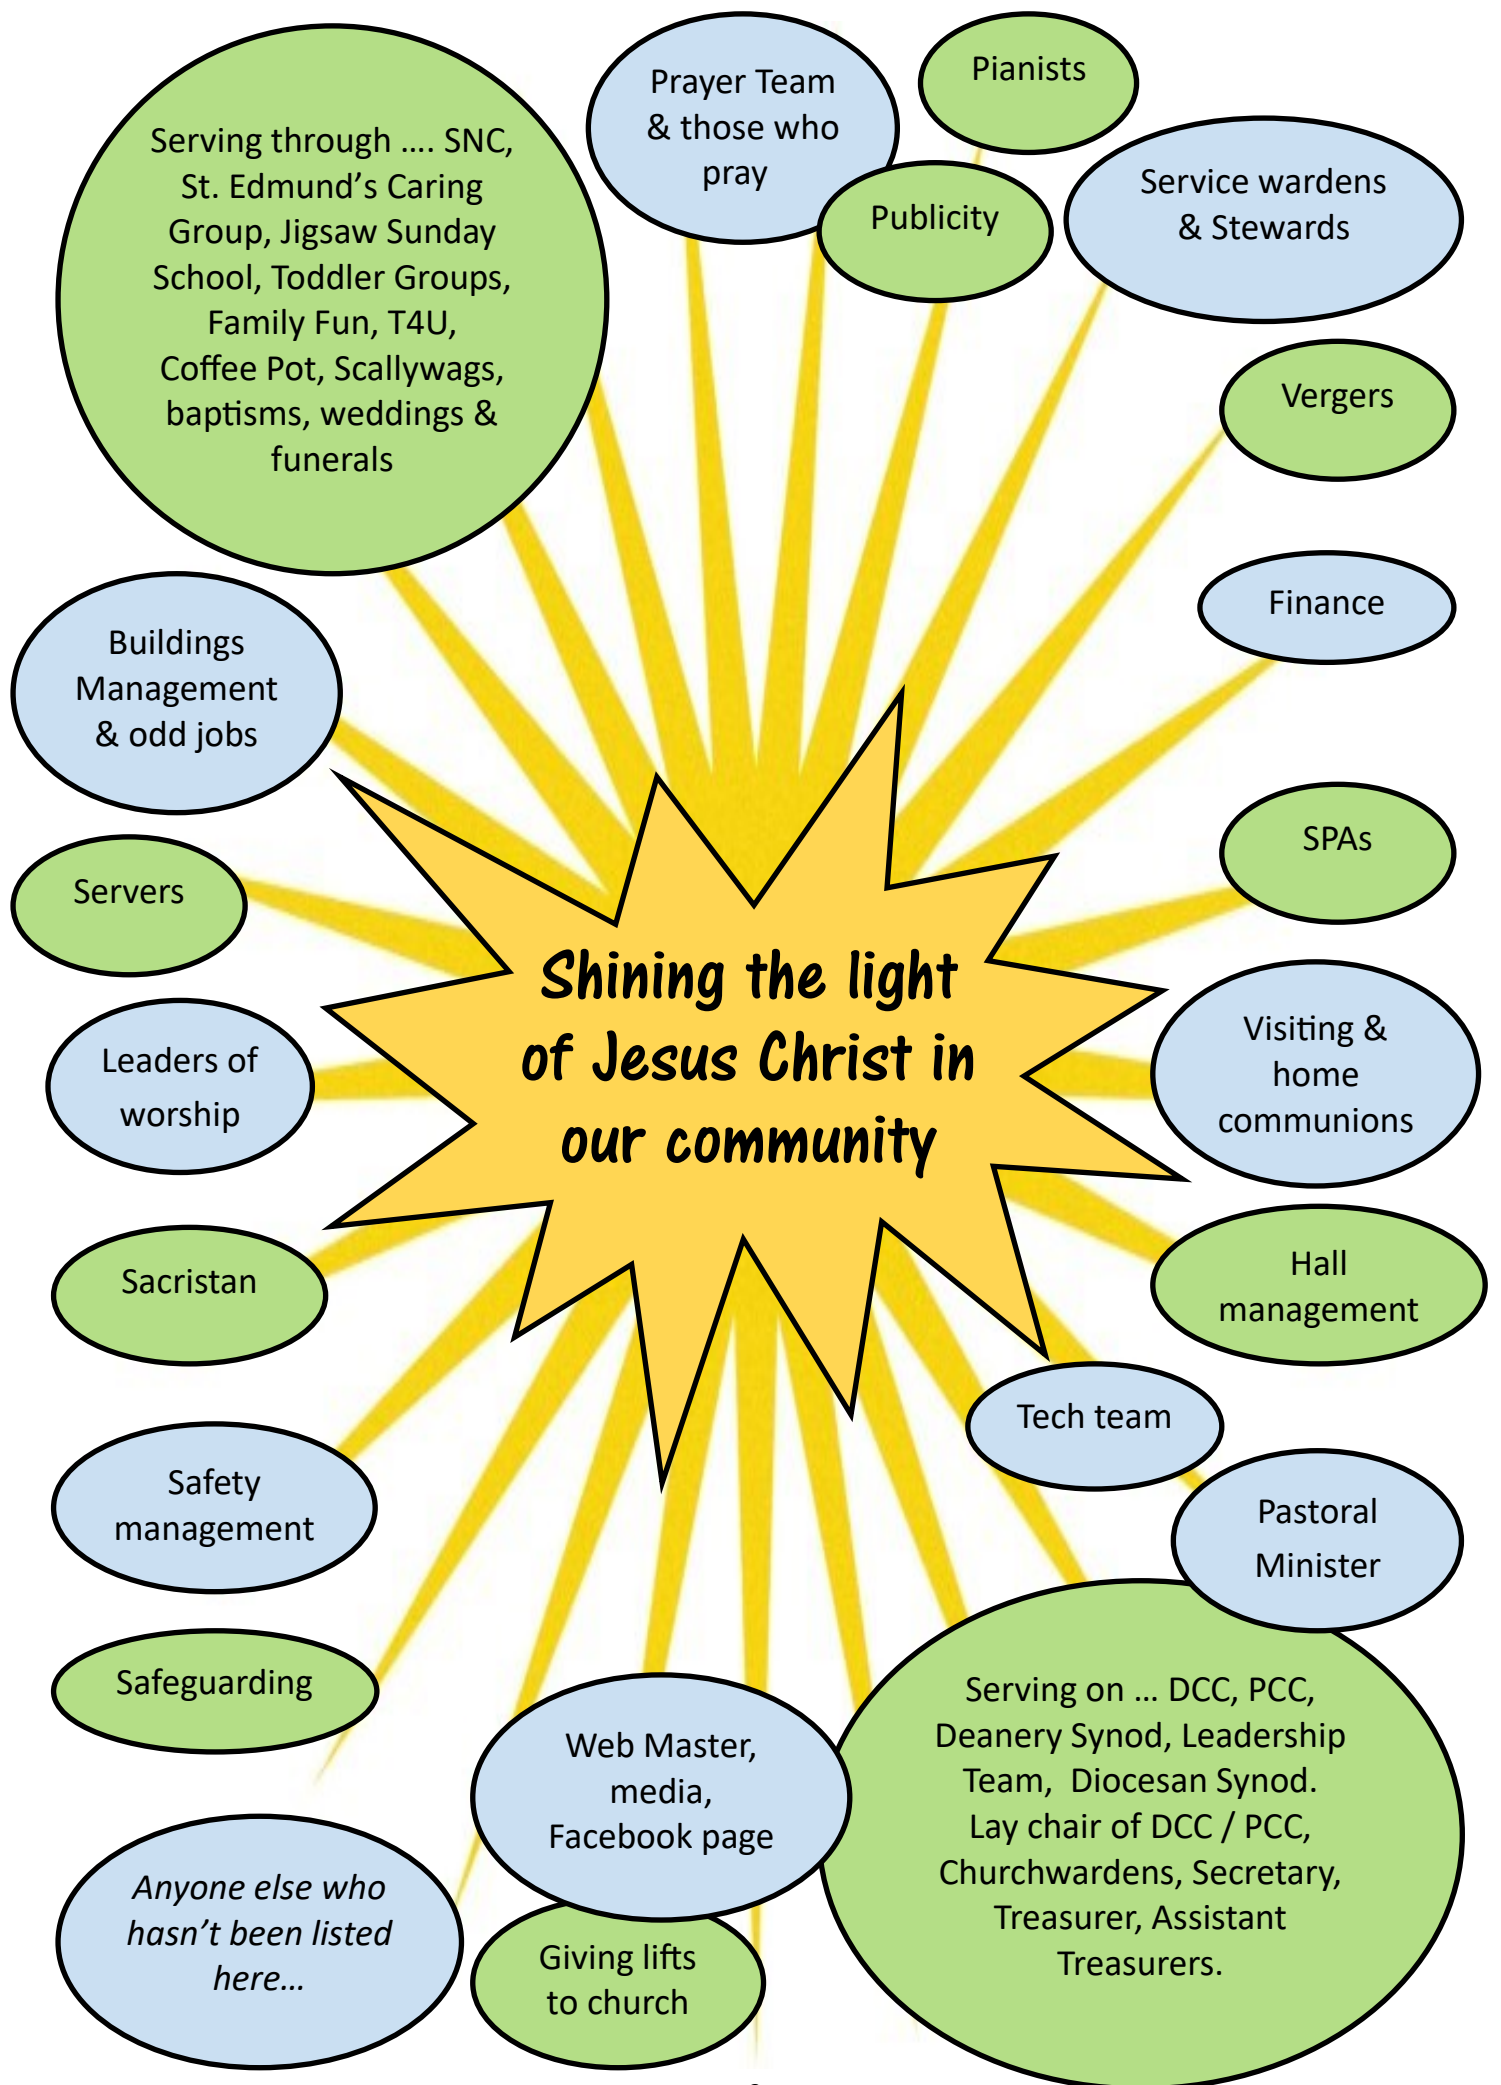 Serving through .... SNC,
St. Edmund’s Caring
Group, Jigsaw Sunday
School, Toddler Groups,
Family Fun, T4U,
Coffee Pot, Scallywags,
baptisms, weddings &
funerals
Prayer Team
& those who
pray
Pianists
Publicity
Service wardens
& Stewards
Vergers
Finance
Buildings
Management
& odd jobs
SPAs
Servers
Shining the light
of Jesus Christ in
our community
Leaders of
worship
Visiting &
home
communions
Sacristan
Hall
management
Tech team
Safety
management
Pastoral
Minister
Safeguarding
Web Master,
media,
Facebook page
Serving on … DCC, PCC,
Deanery Synod, Leadership
Team,  Diocesan Synod.
Lay chair of DCC / PCC,
Churchwardens, Secretary,
Treasurer, Assistant
Treasurers.
Anyone else who
hasn’t been listed
here…
Giving lifts
to church